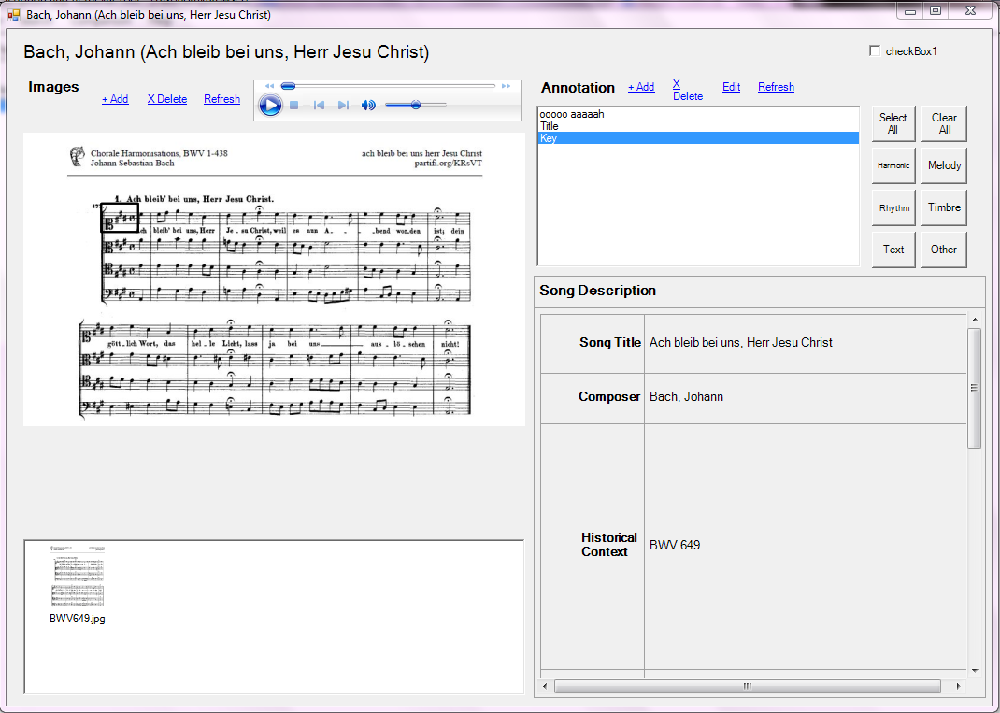 Bach, Johann (Ach bleib bei uns, Herr Jesu Christ)
Bach, Johann (Ach bleib bei uns, Herr Jesu Christ)
checkBox1
Images
+ Add
X Delete
Refresh
Chorale Harmonisations, BWV 1-438
Johann Sebastian Bach
ach bleib bei uns herr Jesu Christ
partifi.org/KRsVT
1. Ach bleib' bei uns, Herr Jesu Christ.
bleib' bei uns, Herr Je - su Christ, weil es nun A - - - bend wor.den ist; dein
gött - lich Wort, das hel - le Licht, lass ja bei uns aus - lö - schen nicht!
BWV649.jpg
Annotation
+ Add
X
Delete
Edit
Refresh
ooooo aaaaah
Title
Key
Select
All
Clear
All
Harmonic
Melody
Rhythm
Timbre
Text
Other
Song Description
Song Title
Ach bleib bei uns, Herr Jesu Christ
Composer
Bach, Johann
Historical
Context
BWV 649